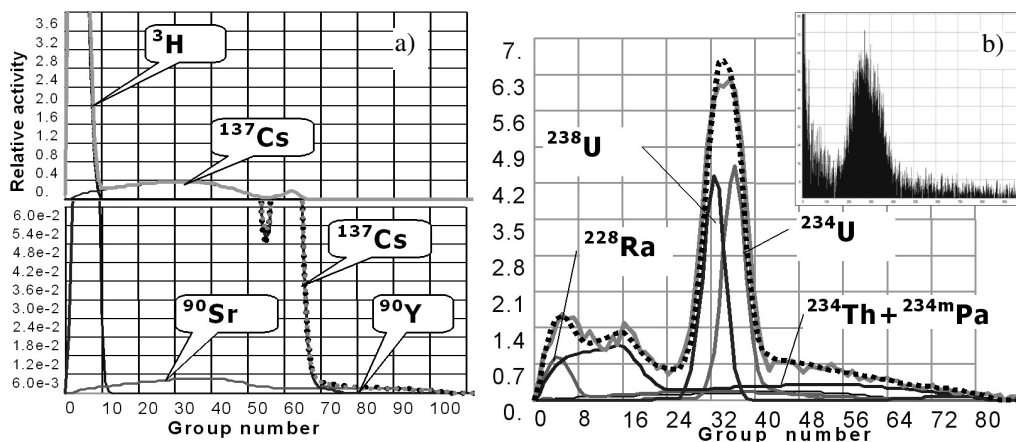 a)
Relative activity
3.6
3.2
2.8
2.4
2.0
1.6
1.2
0.8
0.4
0.
³H
¹³⁷Cs
6.0e-2
5.4e-2
4.8e-2
4.2e-2
3.6e-2
3.0e-2
2.4e-2
1.8e-2
1.2e-2
6.0e-3
¹³⁷Cs
⁹⁰Sr
⁹⁰Y
0 10 20 30 40 50 60 70 80 90 100
Group number
b)
7.
6.3
5.6
4.9
4.2
3.5
2.8
2.1
1.4
0.7
0.
²³⁸U
²²⁸Ra
²³⁴U
²³⁴Th + ²³⁴ᵐPa
0 8 16 24 32 40 48 56 64 72 80
Group number